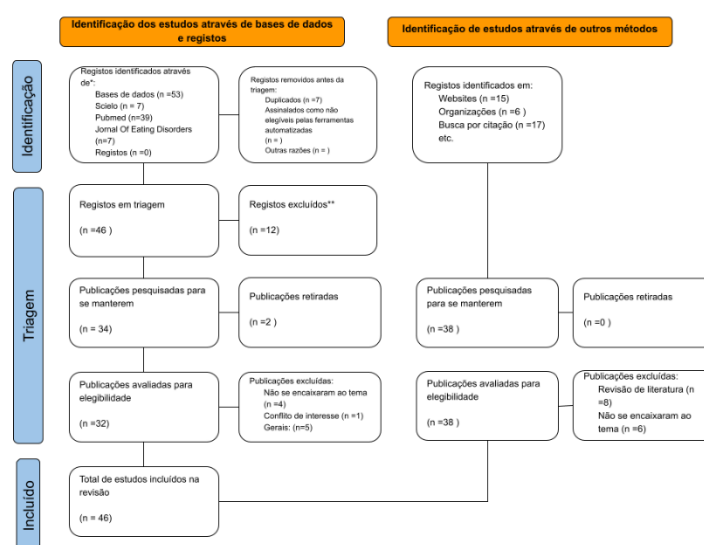 Identificação dos estudos através de bases de dados
e registos
Identificação de estudos através de outros métodos
Identificação
Registos identificados através
de*:
Bases de dados (n =53)
Scielo (n = 7)
Pubmed (n=39)
Jornal Of Eating Disorders
(n=7)
Registos (n =0)
Registos removidos antes da
triagem:
Duplicados (n =7)
Assinalados como não
elegíveis pelas ferramentas
automatizadas
(n = )
Outras razões (n = )
Registos identificados em:
Websites (n =15)
Organizações (n =6 )
Busca por citação (n =17)
etc.
Triagem
Registos em triagem
(n =46 )
Registos excluídos**
(n =12)
Publicações pesquisadas para
se manterem
(n = 34)
Publicações retiradas
(n =2 )
Publicações pesquisadas
para se manterem
(n =38 )
Publicações retiradas
(n =0 )
Publicações avaliadas para
elegibilidade
(n =32)
Publicações excluídas:
Não se encaixaram ao tema
(n =4)
Conflito de interesse (n =1)
Gerais: (n=5)
Publicações avaliadas para
elegibilidade
(n =38 )
Publicações excluídas:
Revisão de literatura (n
=8)
Não se encaixaram ao
tema (n =6)
Incluído
Total de estudos incluídos na
revisão
(n = 46)